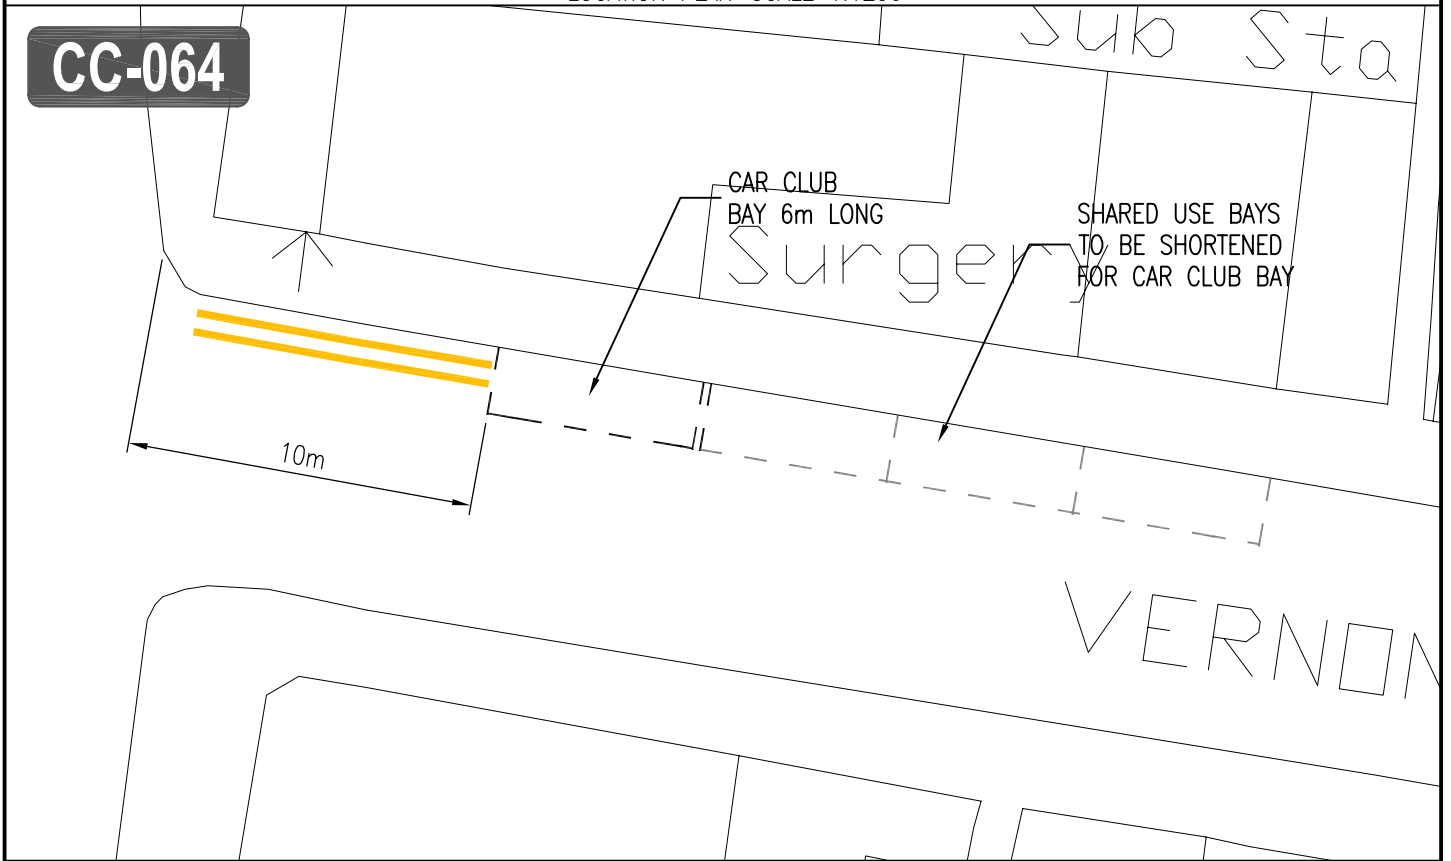 CC-064
Sub Sta
CAR CLUB
BAY 6m LONG
SHARED USE BAYS
TO BE SHORTENED
FOR CAR CLUB BAY
Surgery
10m
VERNON